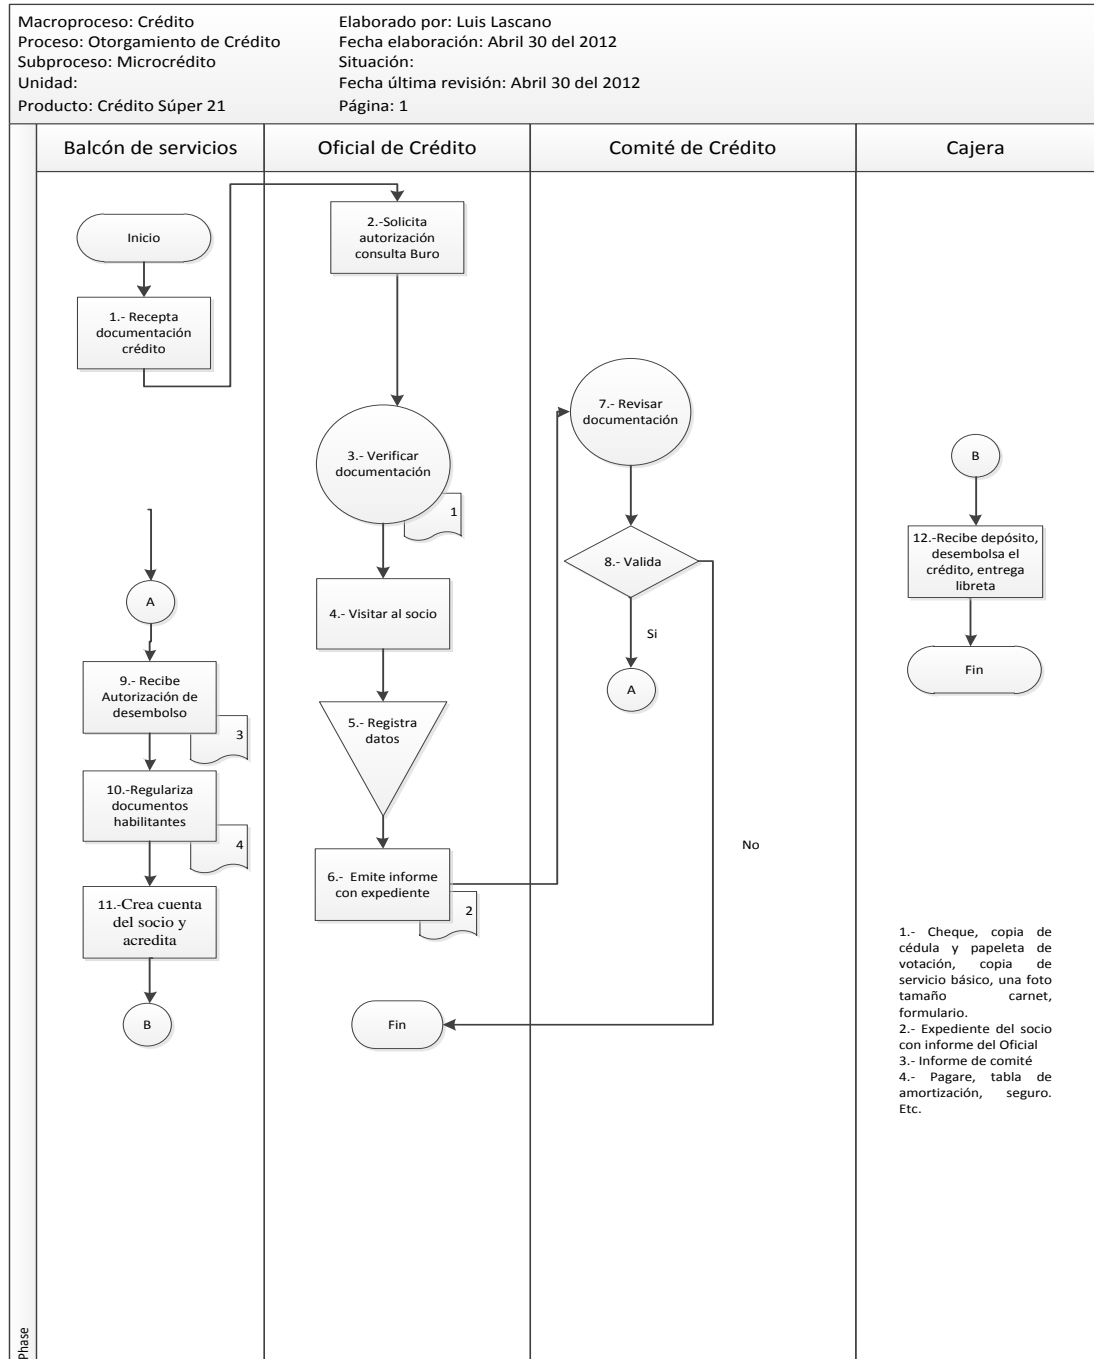 Macroproceso: Crédito
Proceso: Otorgamiento de Crédito
Subproceso: Microcrédito
Unidad:
Producto: Crédito Súper 21
Elaborado por: Luis Lascano
Fecha elaboración: Abril 30 del 2012
Situación:
Fecha última revisión: Abril 30 del 2012
Página: 1
Phase
Balcón de servicios
Inicio
1.- Recepta
documentación
crédito
A
9.- Recibe
Autorización de
desembolso
3
10.-Regulariza
documentos
habilitantes
4
11.-Crea cuenta
del socio y
acredita
B
Oficial de Crédito
2.-Solicita
autorización
consulta Buro
3.- Verificar
documentación
1
4.- Visitar al socio
5.- Registra
datos
6.- Emite informe
con expediente
2
Fin
Comité de Crédito
7.- Revisar
documentación
8.- Valida
Si
A
No
Cajera
B
12.-Recibe depósito,
desembolsa el
crédito, entrega
libreta
Fin
1.- Cheque, copia de
cédula y papeleta de
votación, copia de
servicio básico, una foto
tamaño carnet,
formulario.
2.- Expediente del socio
con informe del Oficial
3.- Informe de comité
4.- Pagare, tabla de
amortización, seguro.
Etc.